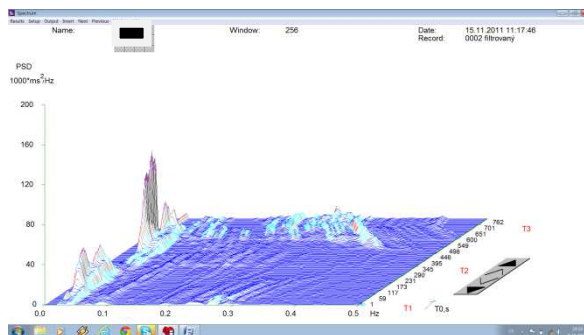 Spectrum
Results Setup Output Insert Next Previous
Name: Window: 256 Date: 15.11.2011 11:17:46
Record: 0002 filtrovaný
PSD
1000*ms²/Hz
200
160
120
80
40
0
0.0 0.1 0.2 0.3 0.4 0.5 Hz
1
59
117
173
231
290
345
395
446
498
549
600
651
701
762
T1
T2
T3
T0,s